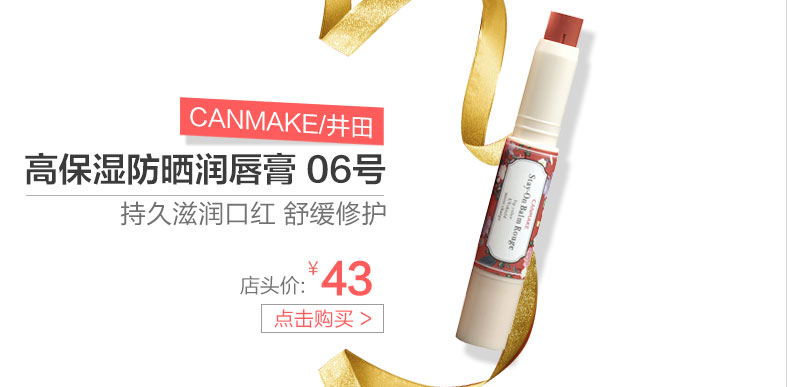 CANMAKE/井田
高保湿防晒润唇膏 06号
持久滋润口红 舒缓修护
店头价: ¥43
点击购买 >
CANMAKE
Stay-On Balm Rouge